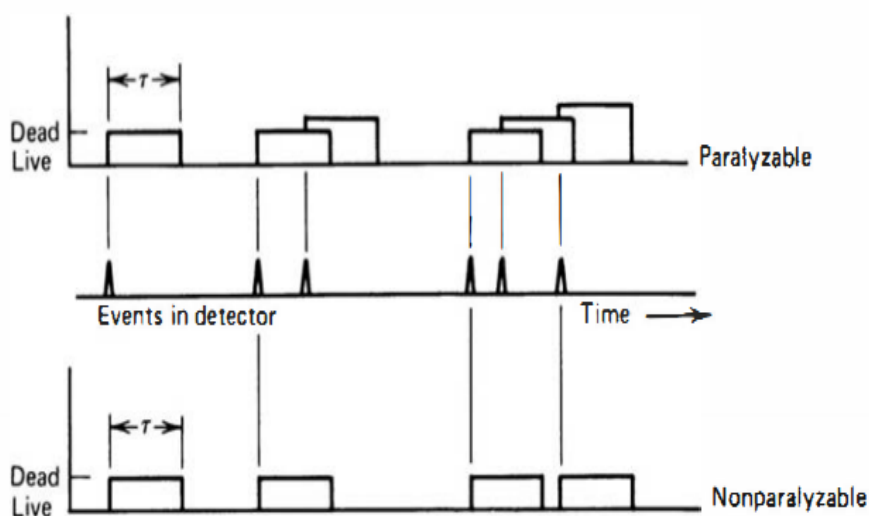 τ
Dead
Live
Paralyzable
Events in detector
Time
τ
Dead
Live
Nonparalyzable